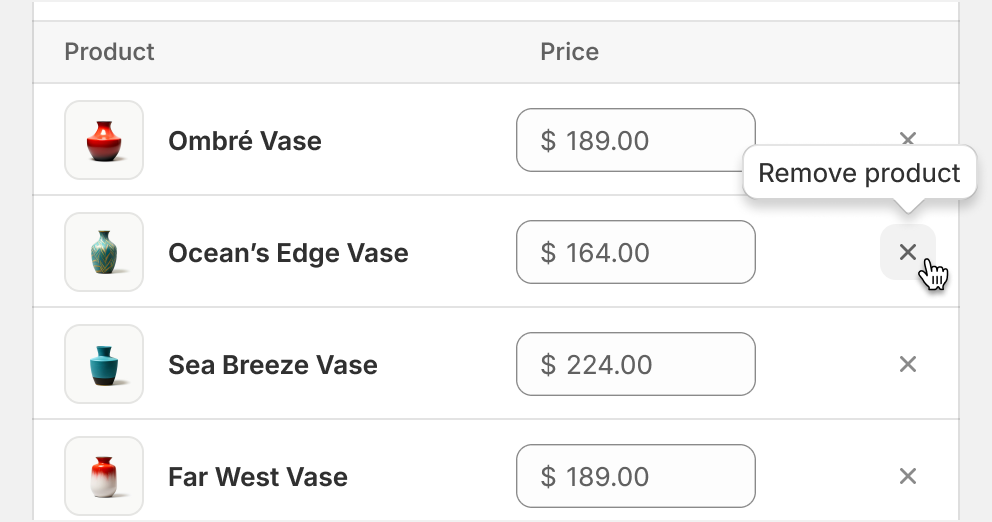 Product Price
Ombré Vase $ 189.00
Remove product
Ocean’s Edge Vase $ 164.00
Sea Breeze Vase $ 224.00
Far West Vase $ 189.00